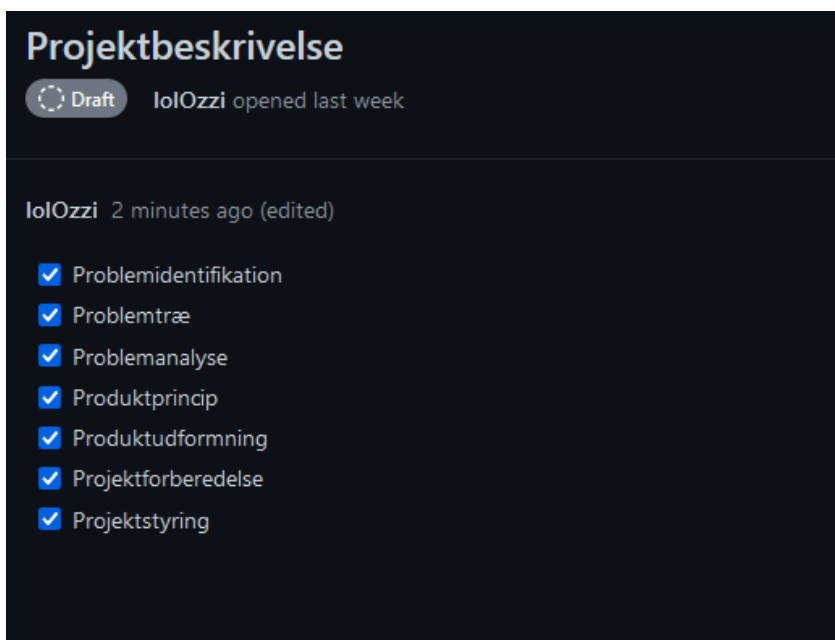 Projektbeskrivelse
Draft lolOzzi opened last week
lolOzzi 2 minutes ago (edited)
Problemidentifikation
Problemtræ
Problemanalyse
Produktprincip
Produktudformning
Projektforberedelse
Projektstyring